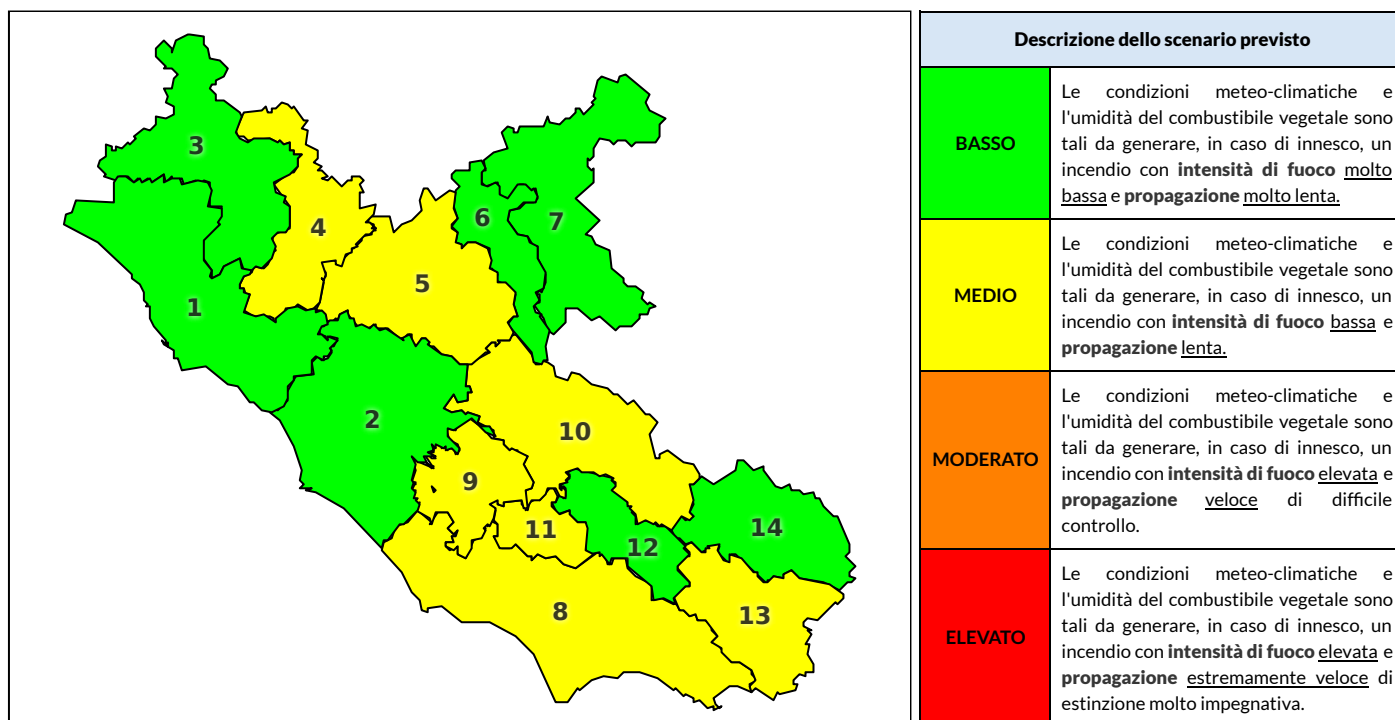 3
4
6
7
5
1
2
10
9
11
12
14
8
13
Descrizione dello scenario previsto
BASSO
Le condizioni meteo-climatiche e
l'umidità del combustibile vegetale sono
tali da generare, in caso di innesco, un
incendio con intensità di fuoco molto
bassa e propagazione molto lenta.
MEDIO
Le condizioni meteo-climatiche e
l'umidità del combustibile vegetale sono
tali da generare, in caso di innesco, un
incendio con intensità di fuoco bassa e
propagazione lenta.
MODERATO
Le condizioni meteo-climatiche e
l'umidità del combustibile vegetale sono
tali da generare, in caso di innesco, un
incendio con intensità di fuoco elevata e
propagazione veloce di difficile
controllo.
ELEVATO
Le condizioni meteo-climatiche e
l'umidità del combustibile vegetale sono
tali da generare, in caso di innesco, un
incendio con intensità di fuoco elevata e
propagazione estremamente veloce di
estinzione molto impegnativa.